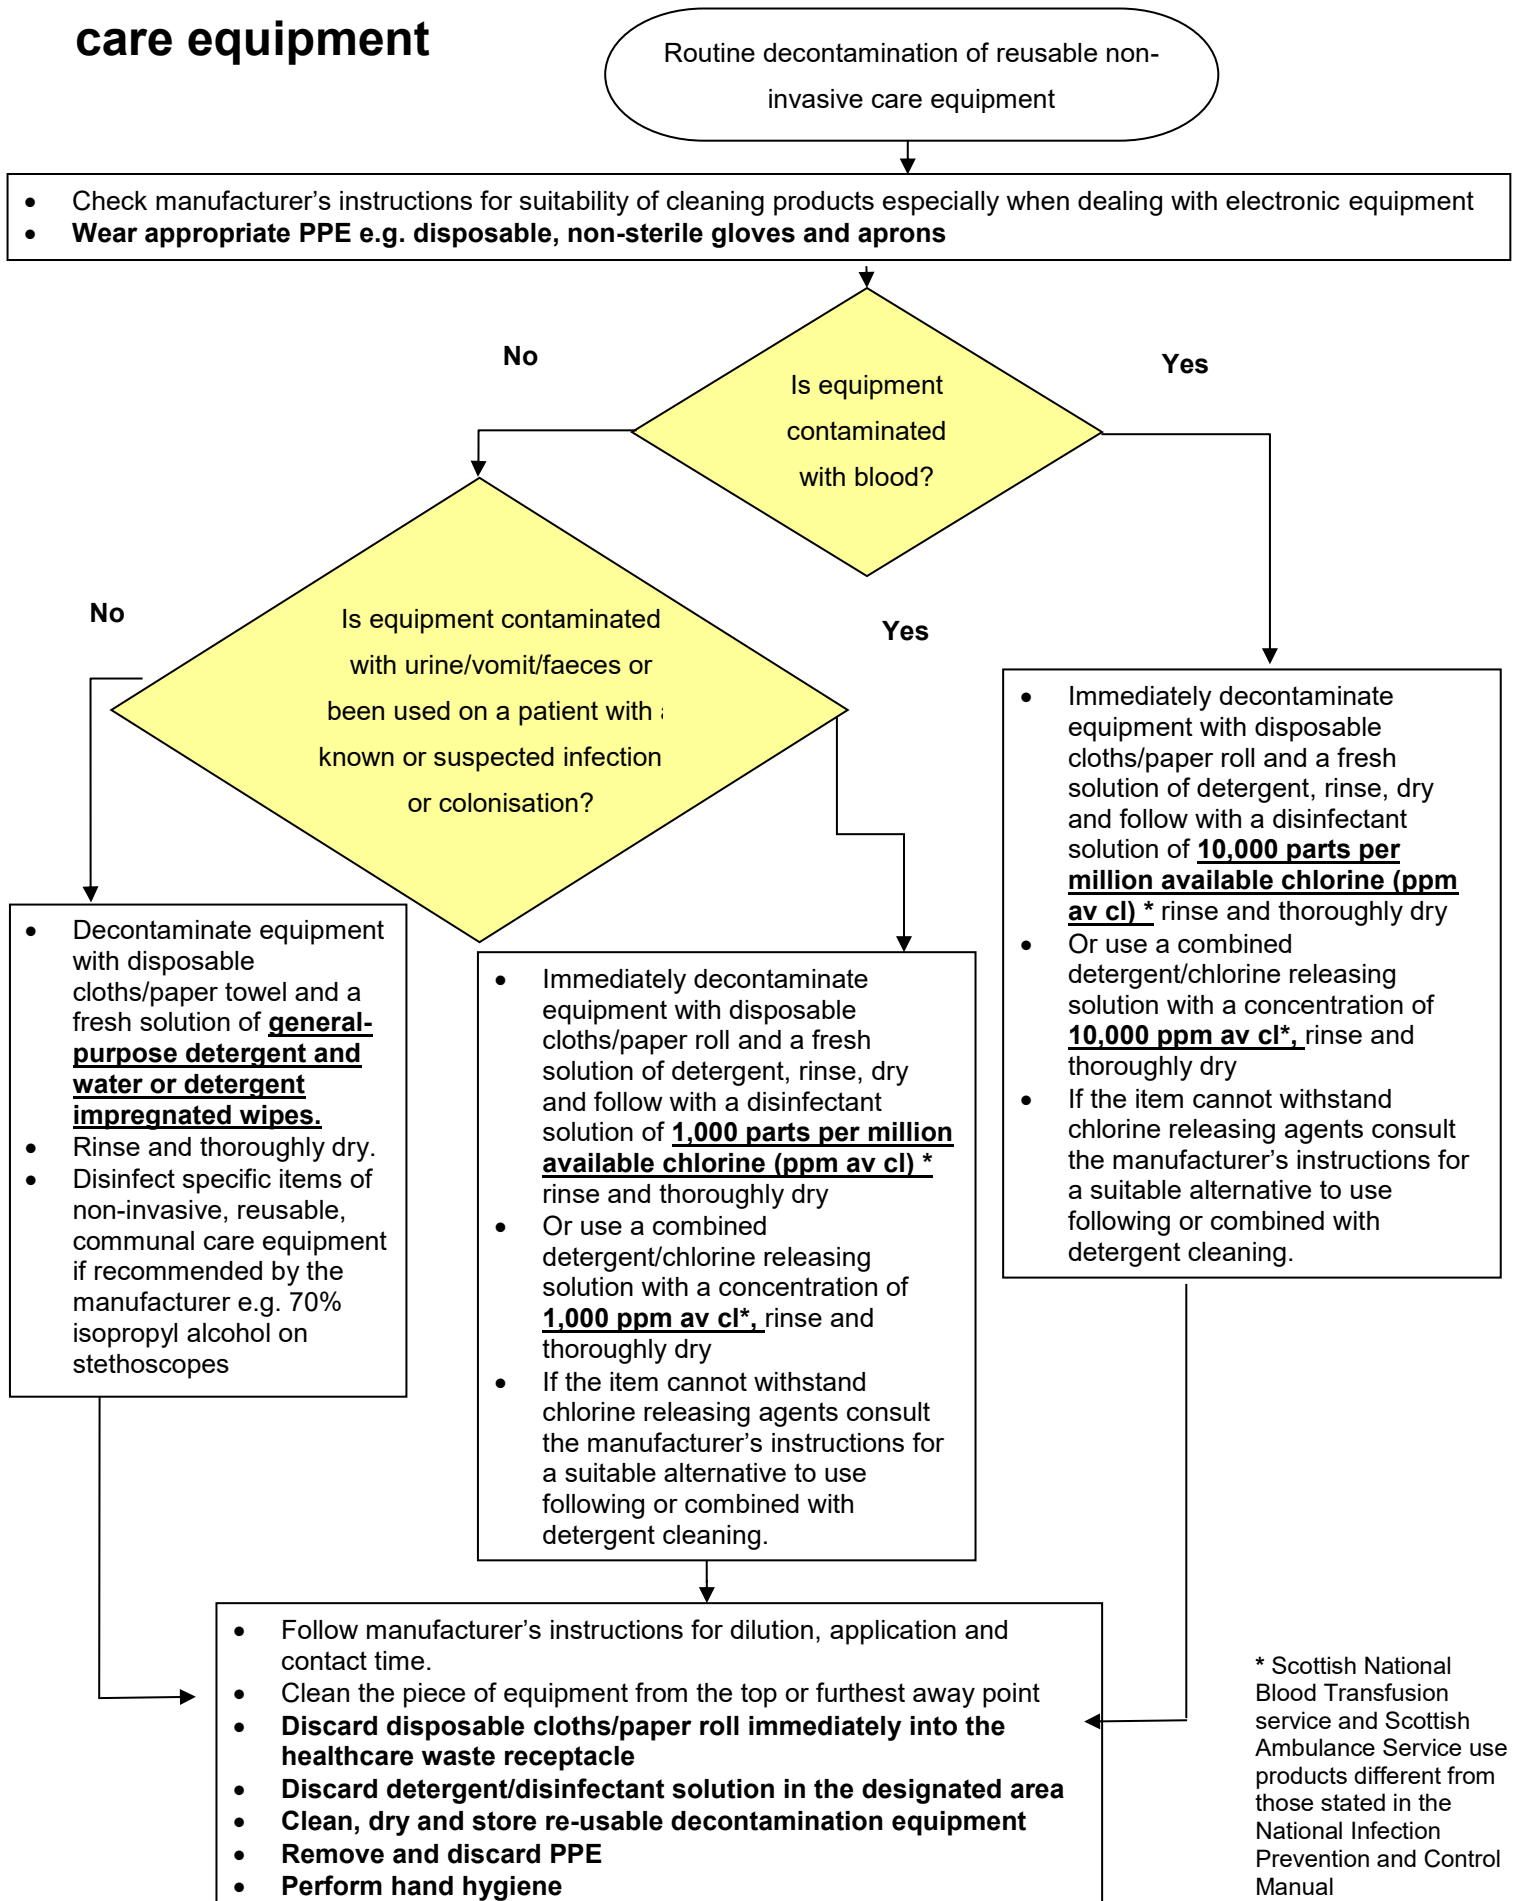 care equipment
Routine decontamination of reusable non-
invasive care equipment
• Check manufacturer’s instructions for suitability of cleaning products especially when dealing with electronic equipment
• Wear appropriate PPE e.g. disposable, non-sterile gloves and aprons
No
Yes
Is equipment
contaminated
with blood?
No
Yes
Is equipment contaminated
with urine/vomit/faeces or
been used on a patient with
known or suspected infection
or colonisation?
• Decontaminate equipment
with disposable
cloths/paper towel and a
fresh solution of general-
purpose detergent and
water or detergent
impregnated wipes.
• Rinse and thoroughly dry.
• Disinfect specific items of
non-invasive, reusable,
communal care equipment
if recommended by the
manufacturer e.g. 70%
isopropyl alcohol on
stethoscopes
• Immediately decontaminate
equipment with disposable
cloths/paper roll and a fresh
solution of detergent, rinse, dry
and follow with a disinfectant
solution of 1,000 parts per million
available chlorine (ppm av cl) *
rinse and thoroughly dry
• Or use a combined
detergent/chlorine releasing
solution with a concentration of
1,000 ppm av cl*, rinse and
thoroughly dry
• If the item cannot withstand
chlorine releasing agents consult
the manufacturer’s instructions for
a suitable alternative to use
following or combined with
detergent cleaning.
• Immediately decontaminate
equipment with disposable
cloths/paper roll and a fresh
solution of detergent, rinse, dry
and follow with a disinfectant
solution of 10,000 parts per
million available chlorine (ppm
av cl) * rinse and thoroughly dry
• Or use a combined
detergent/chlorine releasing
solution with a concentration of
10,000 ppm av cl*, rinse and
thoroughly dry
• If the item cannot withstand
chlorine releasing agents consult
the manufacturer’s instructions for
a suitable alternative to use
following or combined with
detergent cleaning.
• Follow manufacturer’s instructions for dilution, application and
contact time.
• Clean the piece of equipment from the top or furthest away point
• Discard disposable cloths/paper roll immediately into the
healthcare waste receptacle
• Discard detergent/disinfectant solution in the designated area
• Clean, dry and store re-usable decontamination equipment
• Remove and discard PPE
• Perform hand hygiene
* Scottish National
Blood Transfusion
service and Scottish
Ambulance Service use
products different from
those stated in the
National Infection
Prevention and Control
Manual